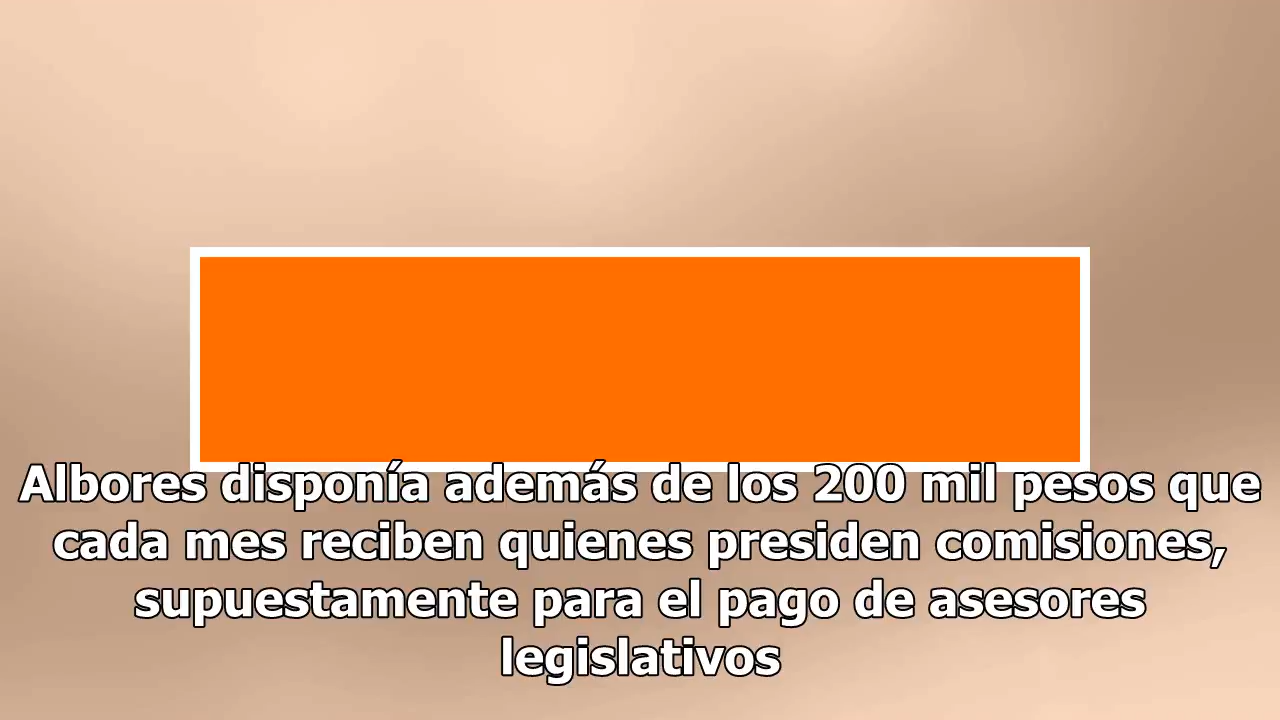 Albores disponía además de los 200 mil pesos que
cada mes reciben quienes presiden comisiones,
supuestamente para el pago de asesores
legislativos